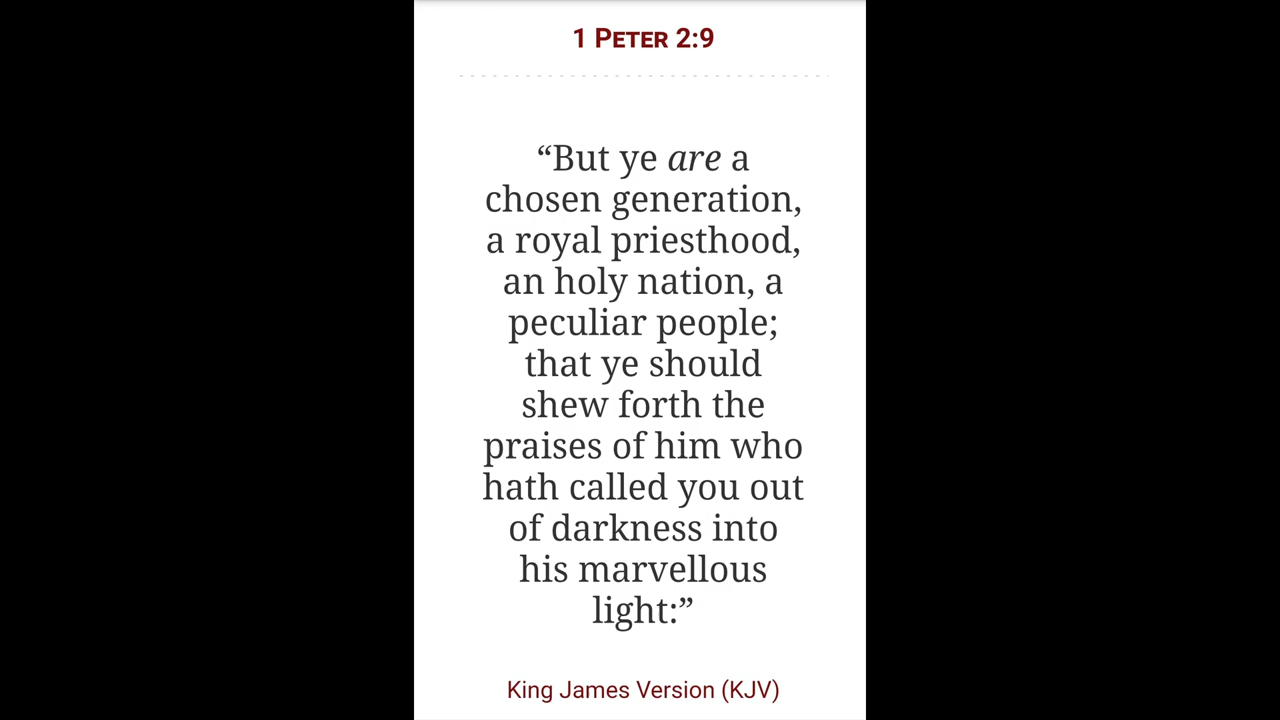 1 PETER 2:9
“But ye are a
chosen generation,
a royal priesthood,
an holy nation, a
peculiar people;
that ye should
shew forth the
praises of him who
hath called you out
of darkness into
his marvellous
light:”
King James Version (KJV)